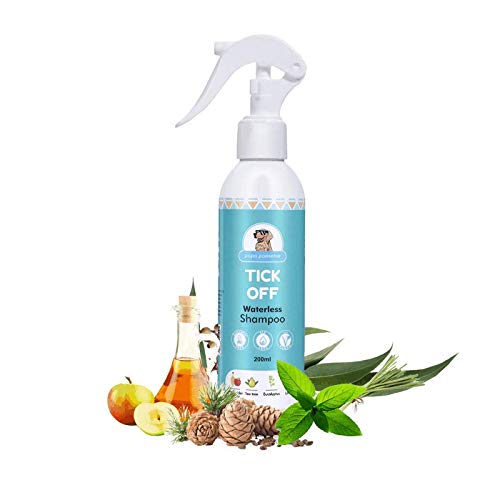 TICK
OFF
Waterless
Shampoo
200ml
Tea tree
Eucalyptus